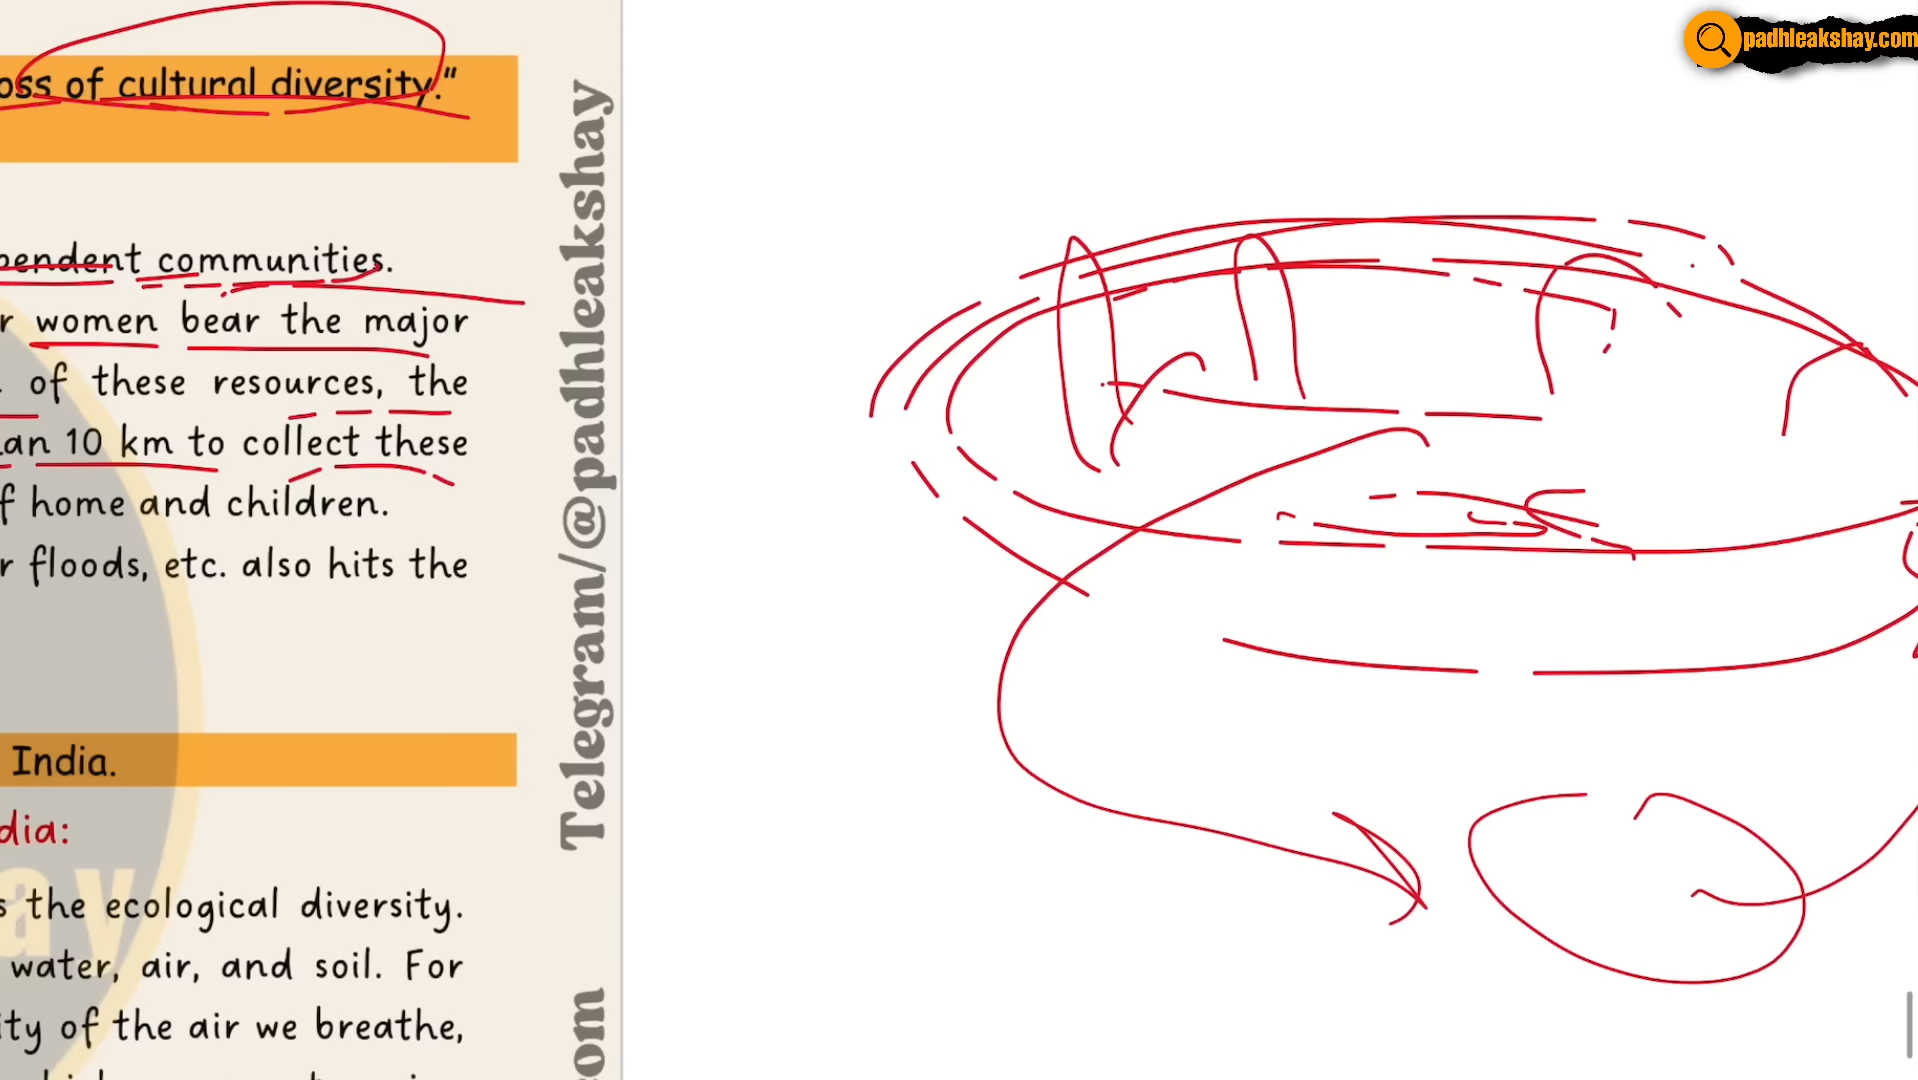 padhleakshay.com
oss of cultural diversity."
pendent communities.
r women bear the major
of these resources, the
an 10 km to collect these
f home and children.
r floods, etc. also hits the
India.
dia:
s the ecological diversity.
water, air, and soil. For
ity of the air we breathe,
Telegram/@padhleakshay
com
ay